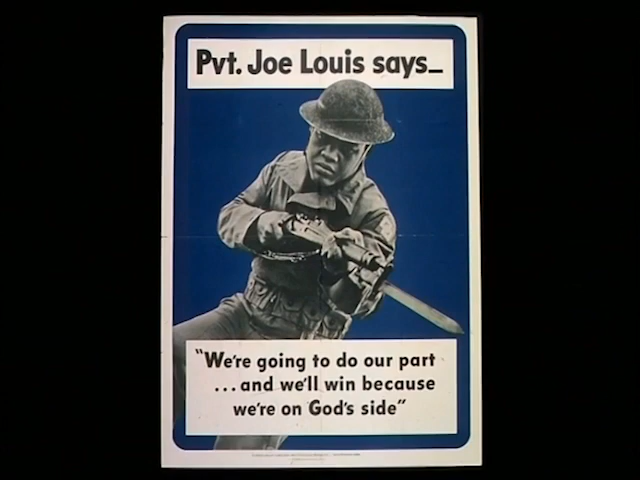 Pvt. Joe Louis says_
"We're going to do our part
...and we'll win because
we're on God's side"